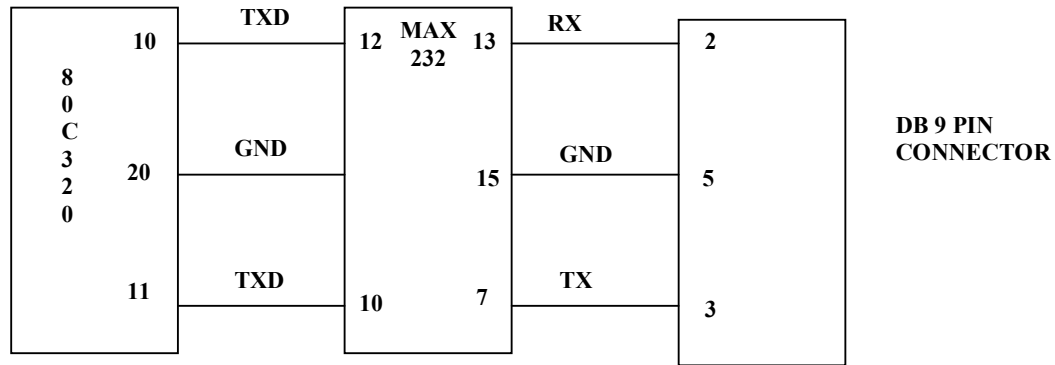 TXD
RX
10
12
MAX
232
13
2
8
0
C
3
2
0
DB 9 PIN
CONNECTOR
GND
GND
20
15
5
TXD
TX
11
10
7
3